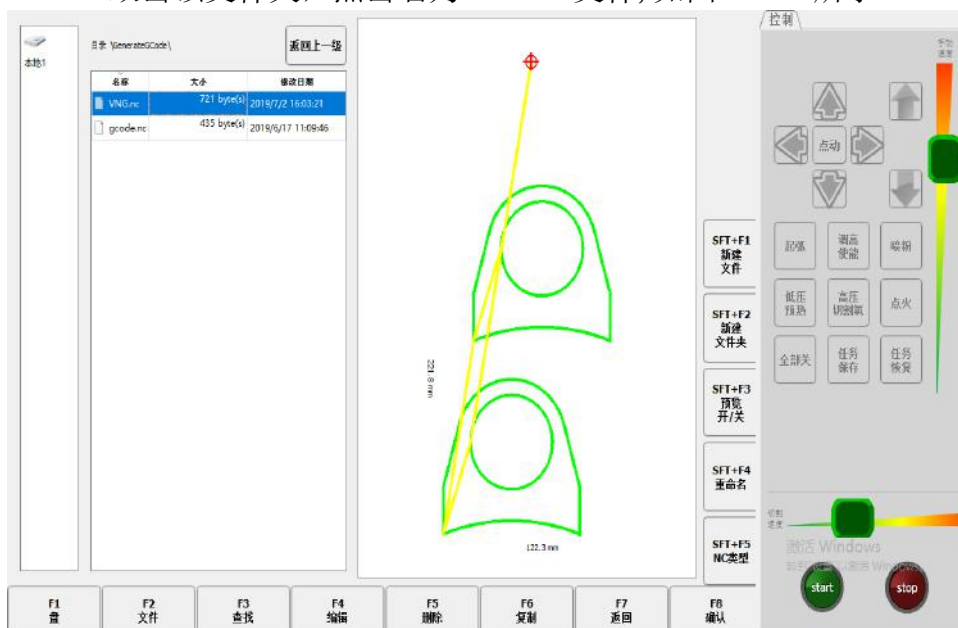 控制
本地1
目录 \GenerateGCode\
返回上一级
名称 大小 修改日期
VNG.nc 721 byte(s) 2019/7/2 16:03:21
gcode.nc 435 byte(s) 2019/6/17 11:09:46
221.8 mm
122.3 mm
SFT+F1
新建
文件
SFT+F2
新建
文件夹
SFT+F3
预览
开/关
SFT+F4
重命名
SFT+F5
NC类型
手动
速度
点动
起弧
调高
使能
喷粉
低压
预热
高压
切割氧
点火
全部关
任务
保存
任务
恢复
切割
速度
激活 Windows
start
stop
F1
盘
F2
文件
F3
查找
F4
编辑
F5
删除
F6
复制
F7
返回
F8
确认